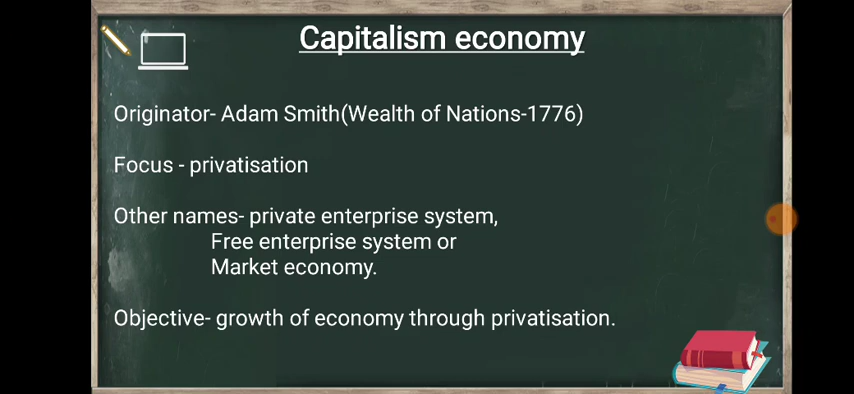 Capitalism economy
Originator- Adam Smith(Wealth of Nations-1776)
Focus - privatisation
Other names- private enterprise system,
Free enterprise system or
Market economy.
Objective- growth of economy through privatisation.